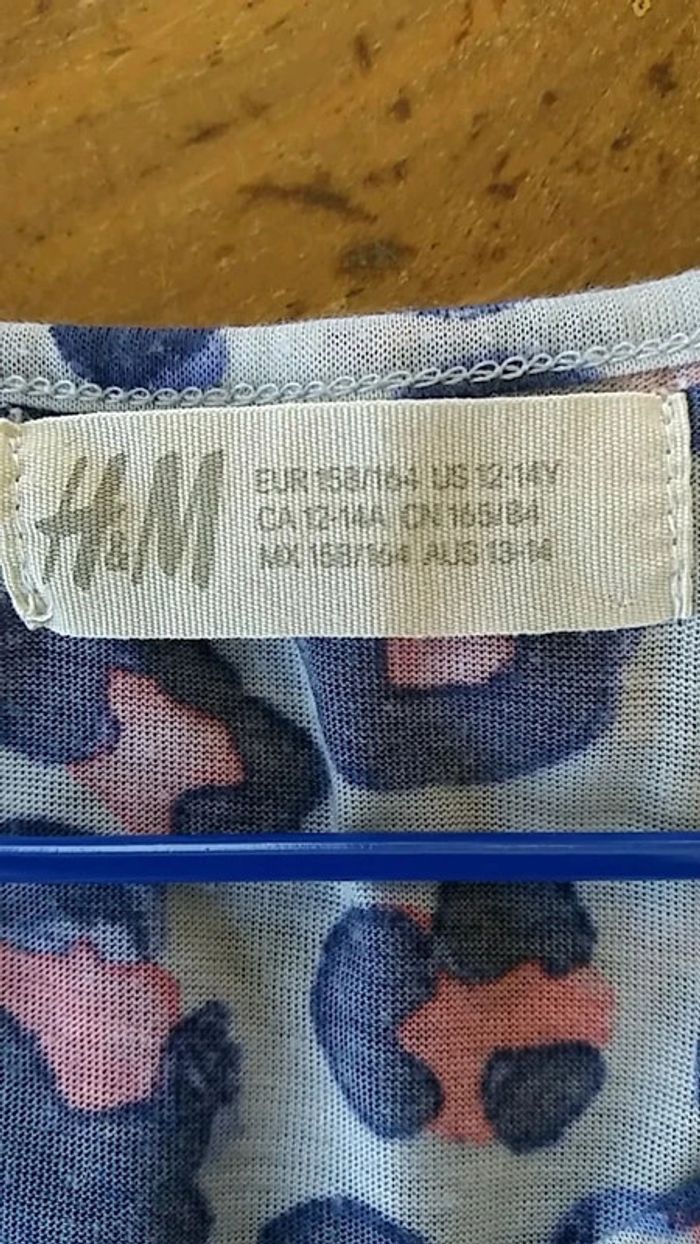 H&M
EUR 158/164 US 12-14Y
CA 12-14A CN 165/84
MX 158/164 AUS 13-14